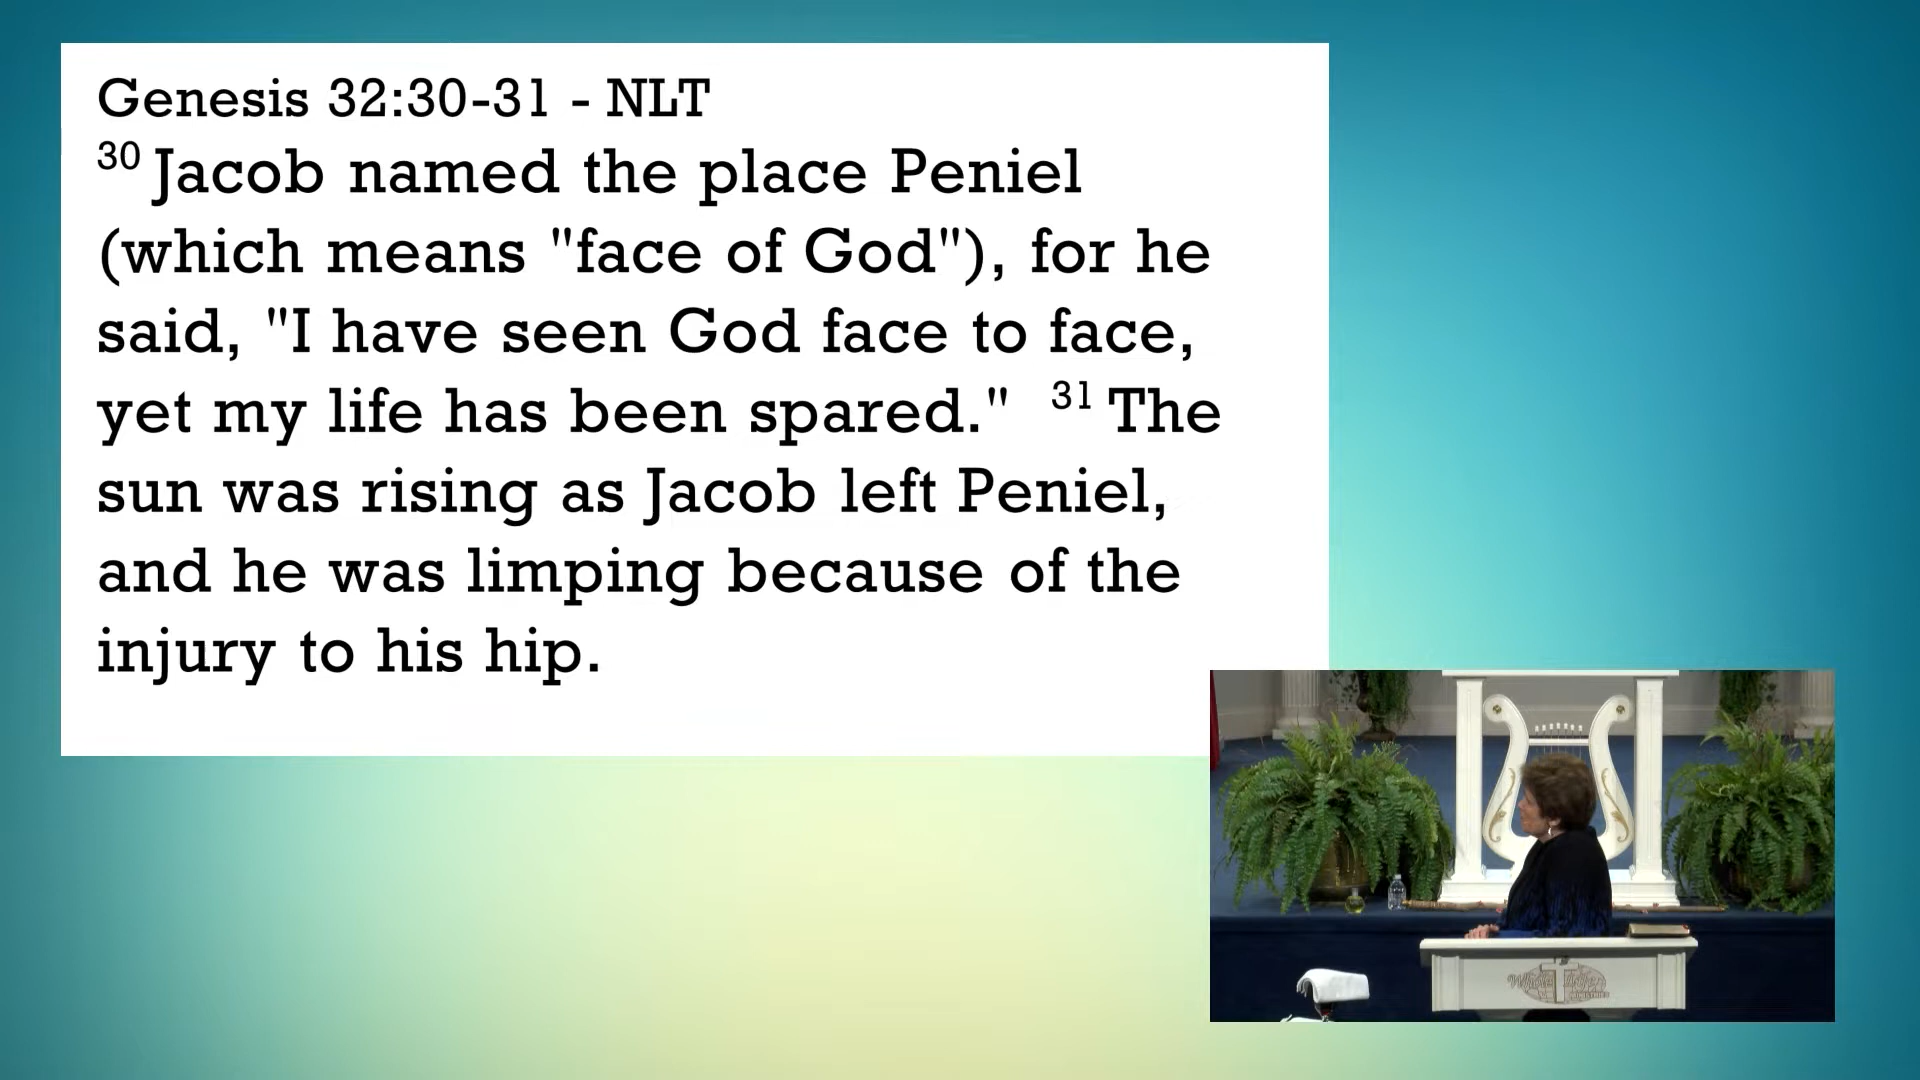 Genesis 32:30-31 - NLT
30 Jacob named the place Peniel
(which means "face of God"), for he
said, "I have seen God face to face,
yet my life has been spared." 31 The
sun was rising as Jacob left Peniel,
and he was limping because of the
injury to his hip.